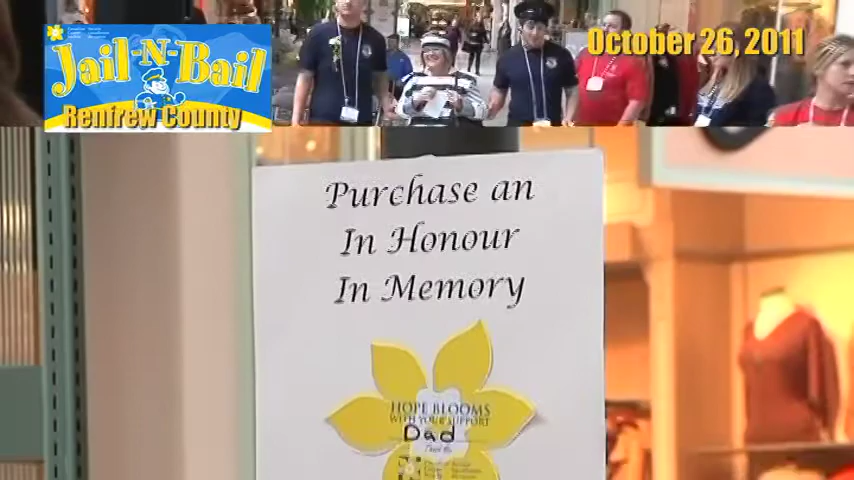 Jail-N-Bail
Renfrew County
October 26, 2011
Purchase an
In Honour
In Memory
HOPE BLOOMS
WITH YOUR SUPPORT
Dad